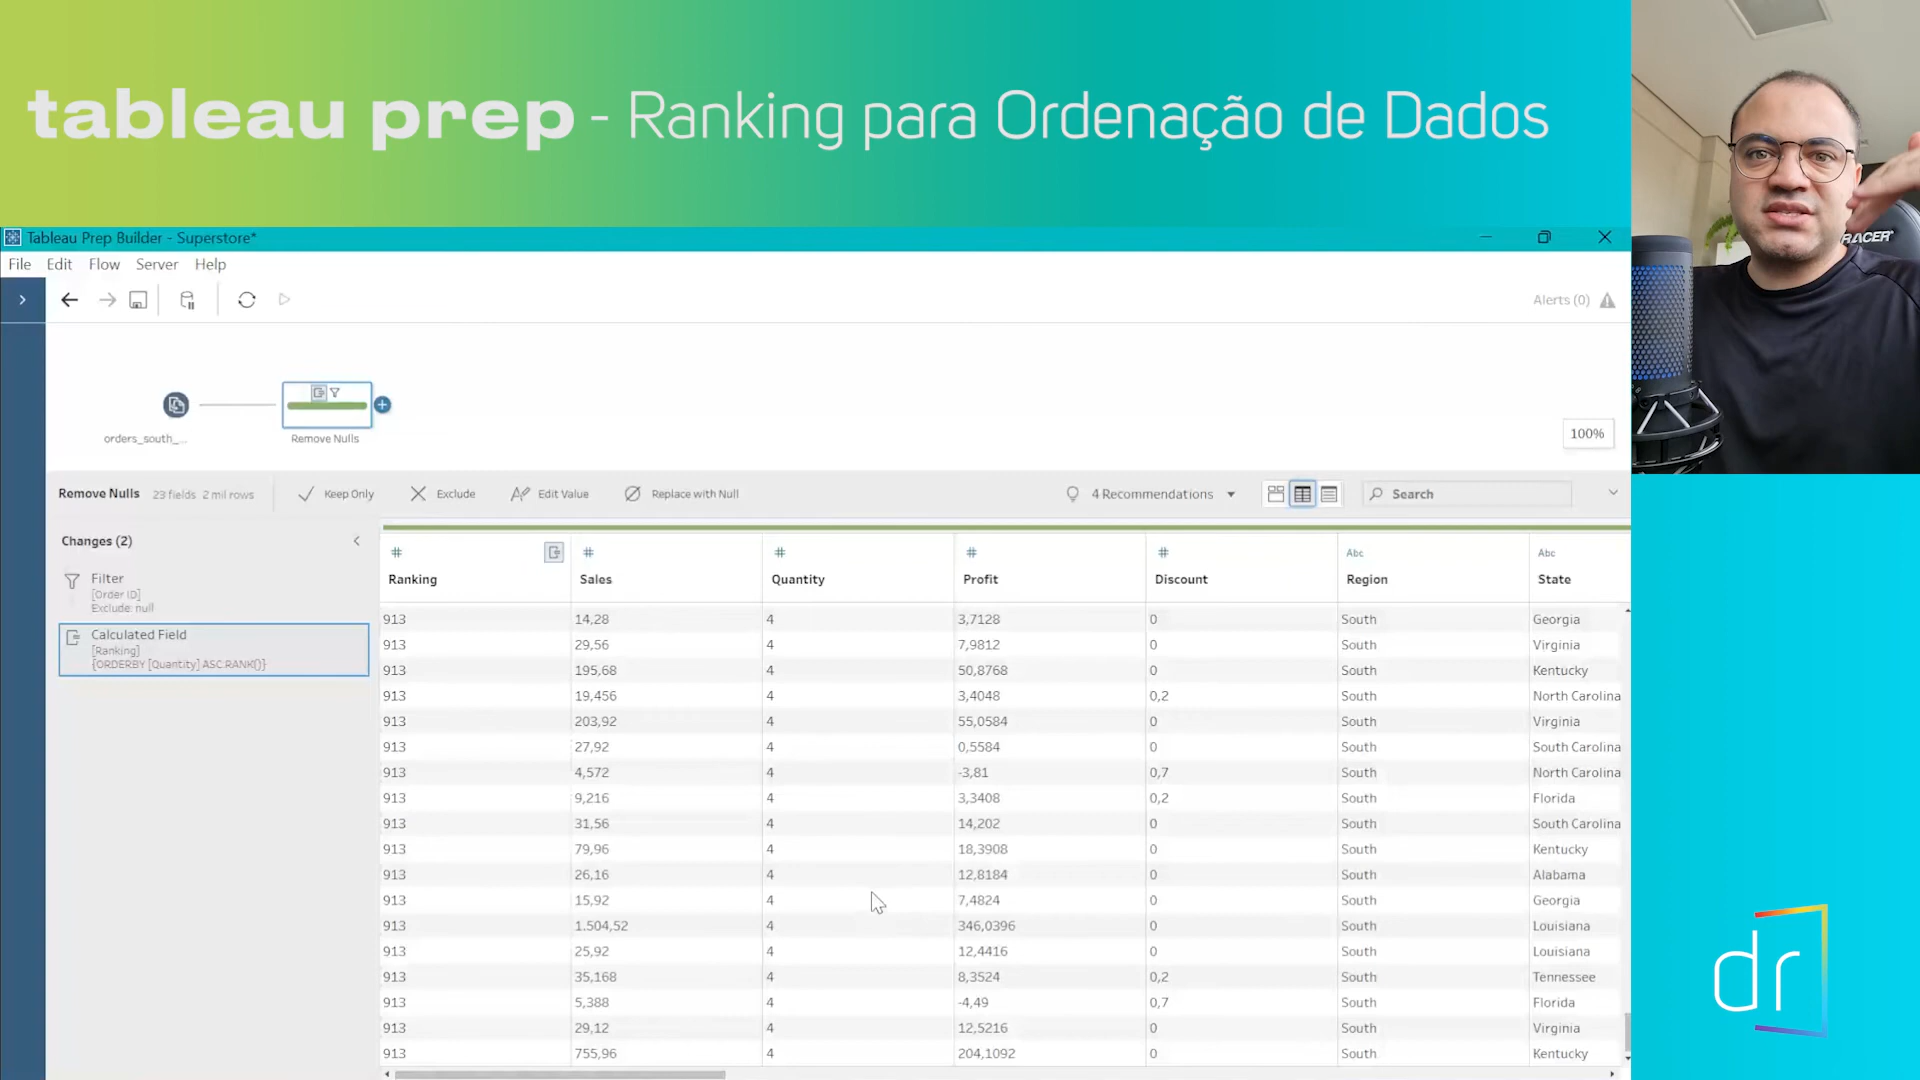 tableau prep - Ranking para Ordenação de Dados
Tableau Prep Builder - Superstore*
File Edit Flow Server Help
Alerts (0)
orders_south_...
Remove Nulls
100%
Remove Nulls 23 fields 2 mil rows Keep Only Exclude Edit Value Replace with Null 4 Recommendations Search
Changes (2)
Filter
[Order ID]
Exclude: null
Calculated Field
[Ranking]
{ORDERBY [Quantity] ASC:RANK()}
# # # # # Abc Abc
Ranking Sales Quantity Profit Discount Region State
913 14,28 4 3,7128 0 South Georgia
913 29,56 4 7,9812 0 South Virginia
913 195,68 4 50,8768 0 South Kentucky
913 19,456 4 3,4048 0,2 South North Carolina
913 203,92 4 55,0584 0 South Virginia
913 27,92 4 0,5584 0 South South Carolina
913 4,572 4 -3,81 0,7 South North Carolina
913 9,216 4 3,3408 0,2 South Florida
913 31,56 4 14,202 0 South South Carolina
913 79,96 4 18,3908 0 South Kentucky
913 26,16 4 12,8184 0 South Alabama
913 15,92 4 7,4824 0 South Georgia
913 1.504,52 4 346,0396 0 South Louisiana
913 25,92 4 12,4416 0 South Louisiana
913 35,168 4 8,3524 0,2 South Tennessee
913 5,388 4 -4,49 0,7 South Florida
913 29,12 4 12,5216 0 South Virginia
913 755,96 4 204,1092 0 South Kentucky
RACER
dr